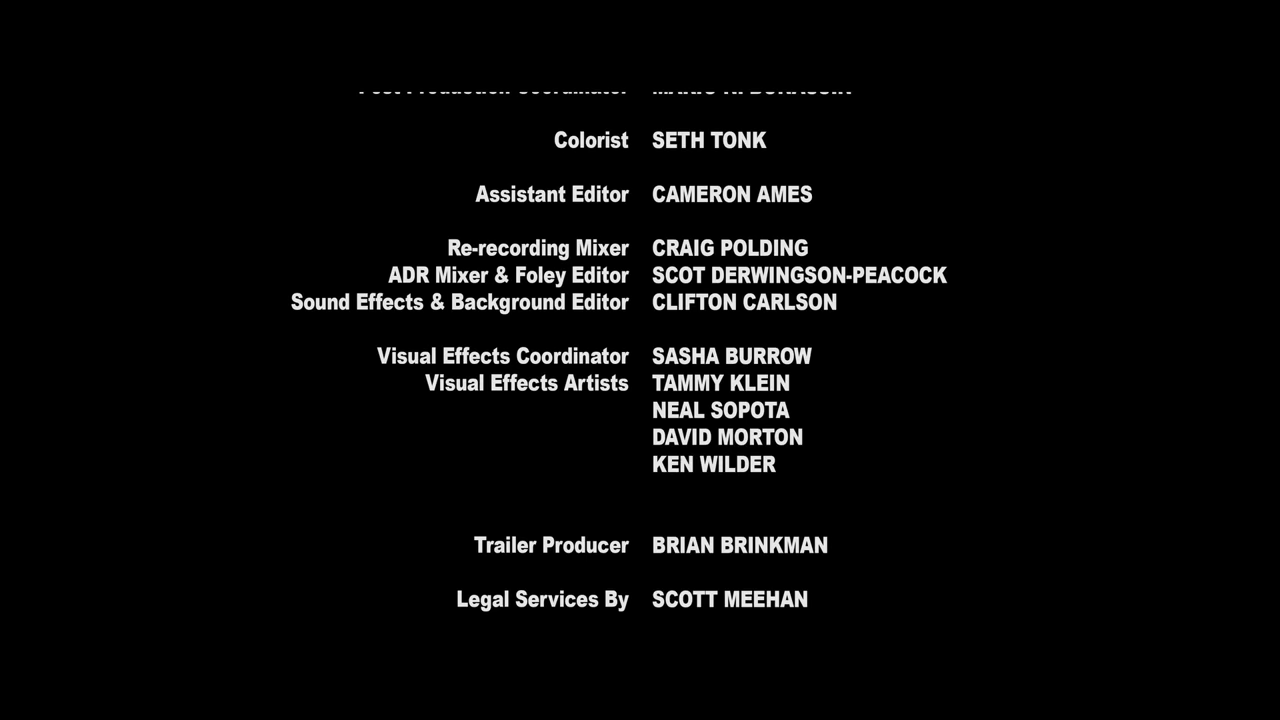 Colorist SETH TONK
Assistant Editor CAMERON AMES
Re-recording Mixer CRAIG POLDING
ADR Mixer & Foley Editor SCOT DERWINGSON-PEACOCK
Sound Effects & Background Editor CLIFTON CARLSON
Visual Effects Coordinator SASHA BURROW
Visual Effects Artists TAMMY KLEIN
NEAL SOPOTA
DAVID MORTON
KEN WILDER
Trailer Producer BRIAN BRINKMAN
Legal Services By SCOTT MEEHAN